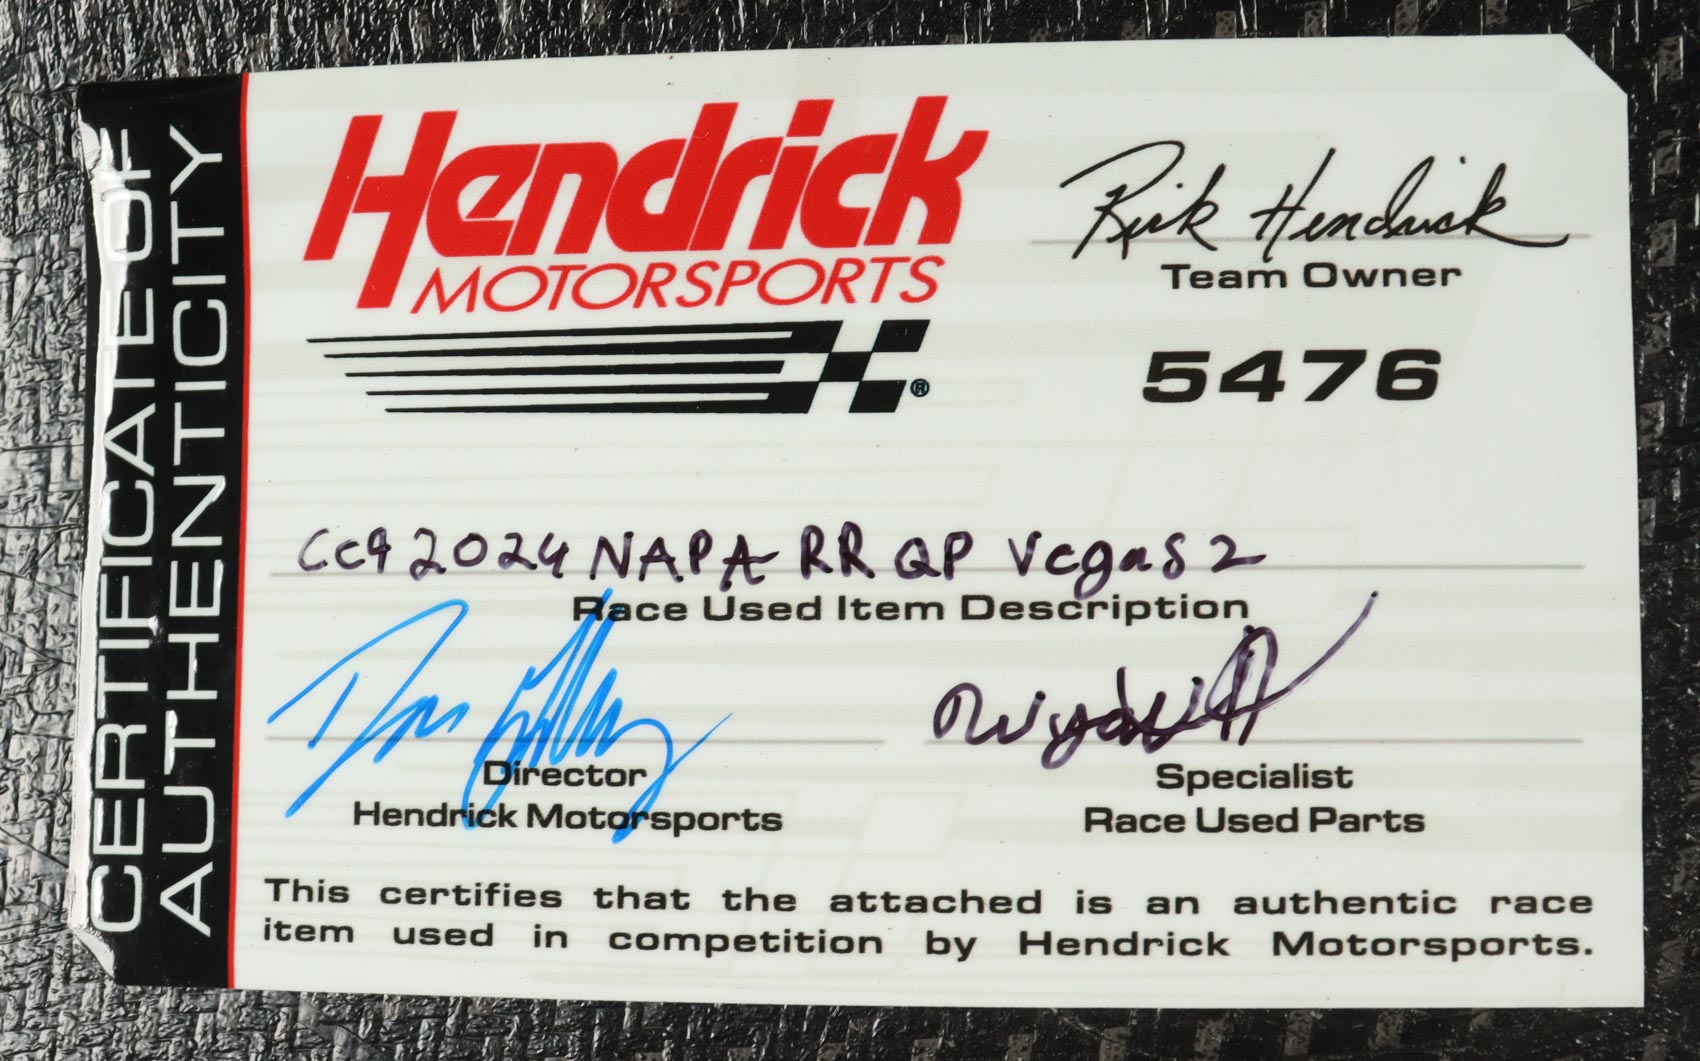 CERTIFICATE OF
AUTHENTICITY
Hendrick
MOTORSPORTS
®
Rick Hendrick
Team Owner
5476
CC9 2024 NAPA RR QP Vegas 2
Race Used Item Description
Director
Hendrick Motorsports
Specialist
Race Used Parts
This certifies that the attached is an authentic race
item used in competition by Hendrick Motorsports.